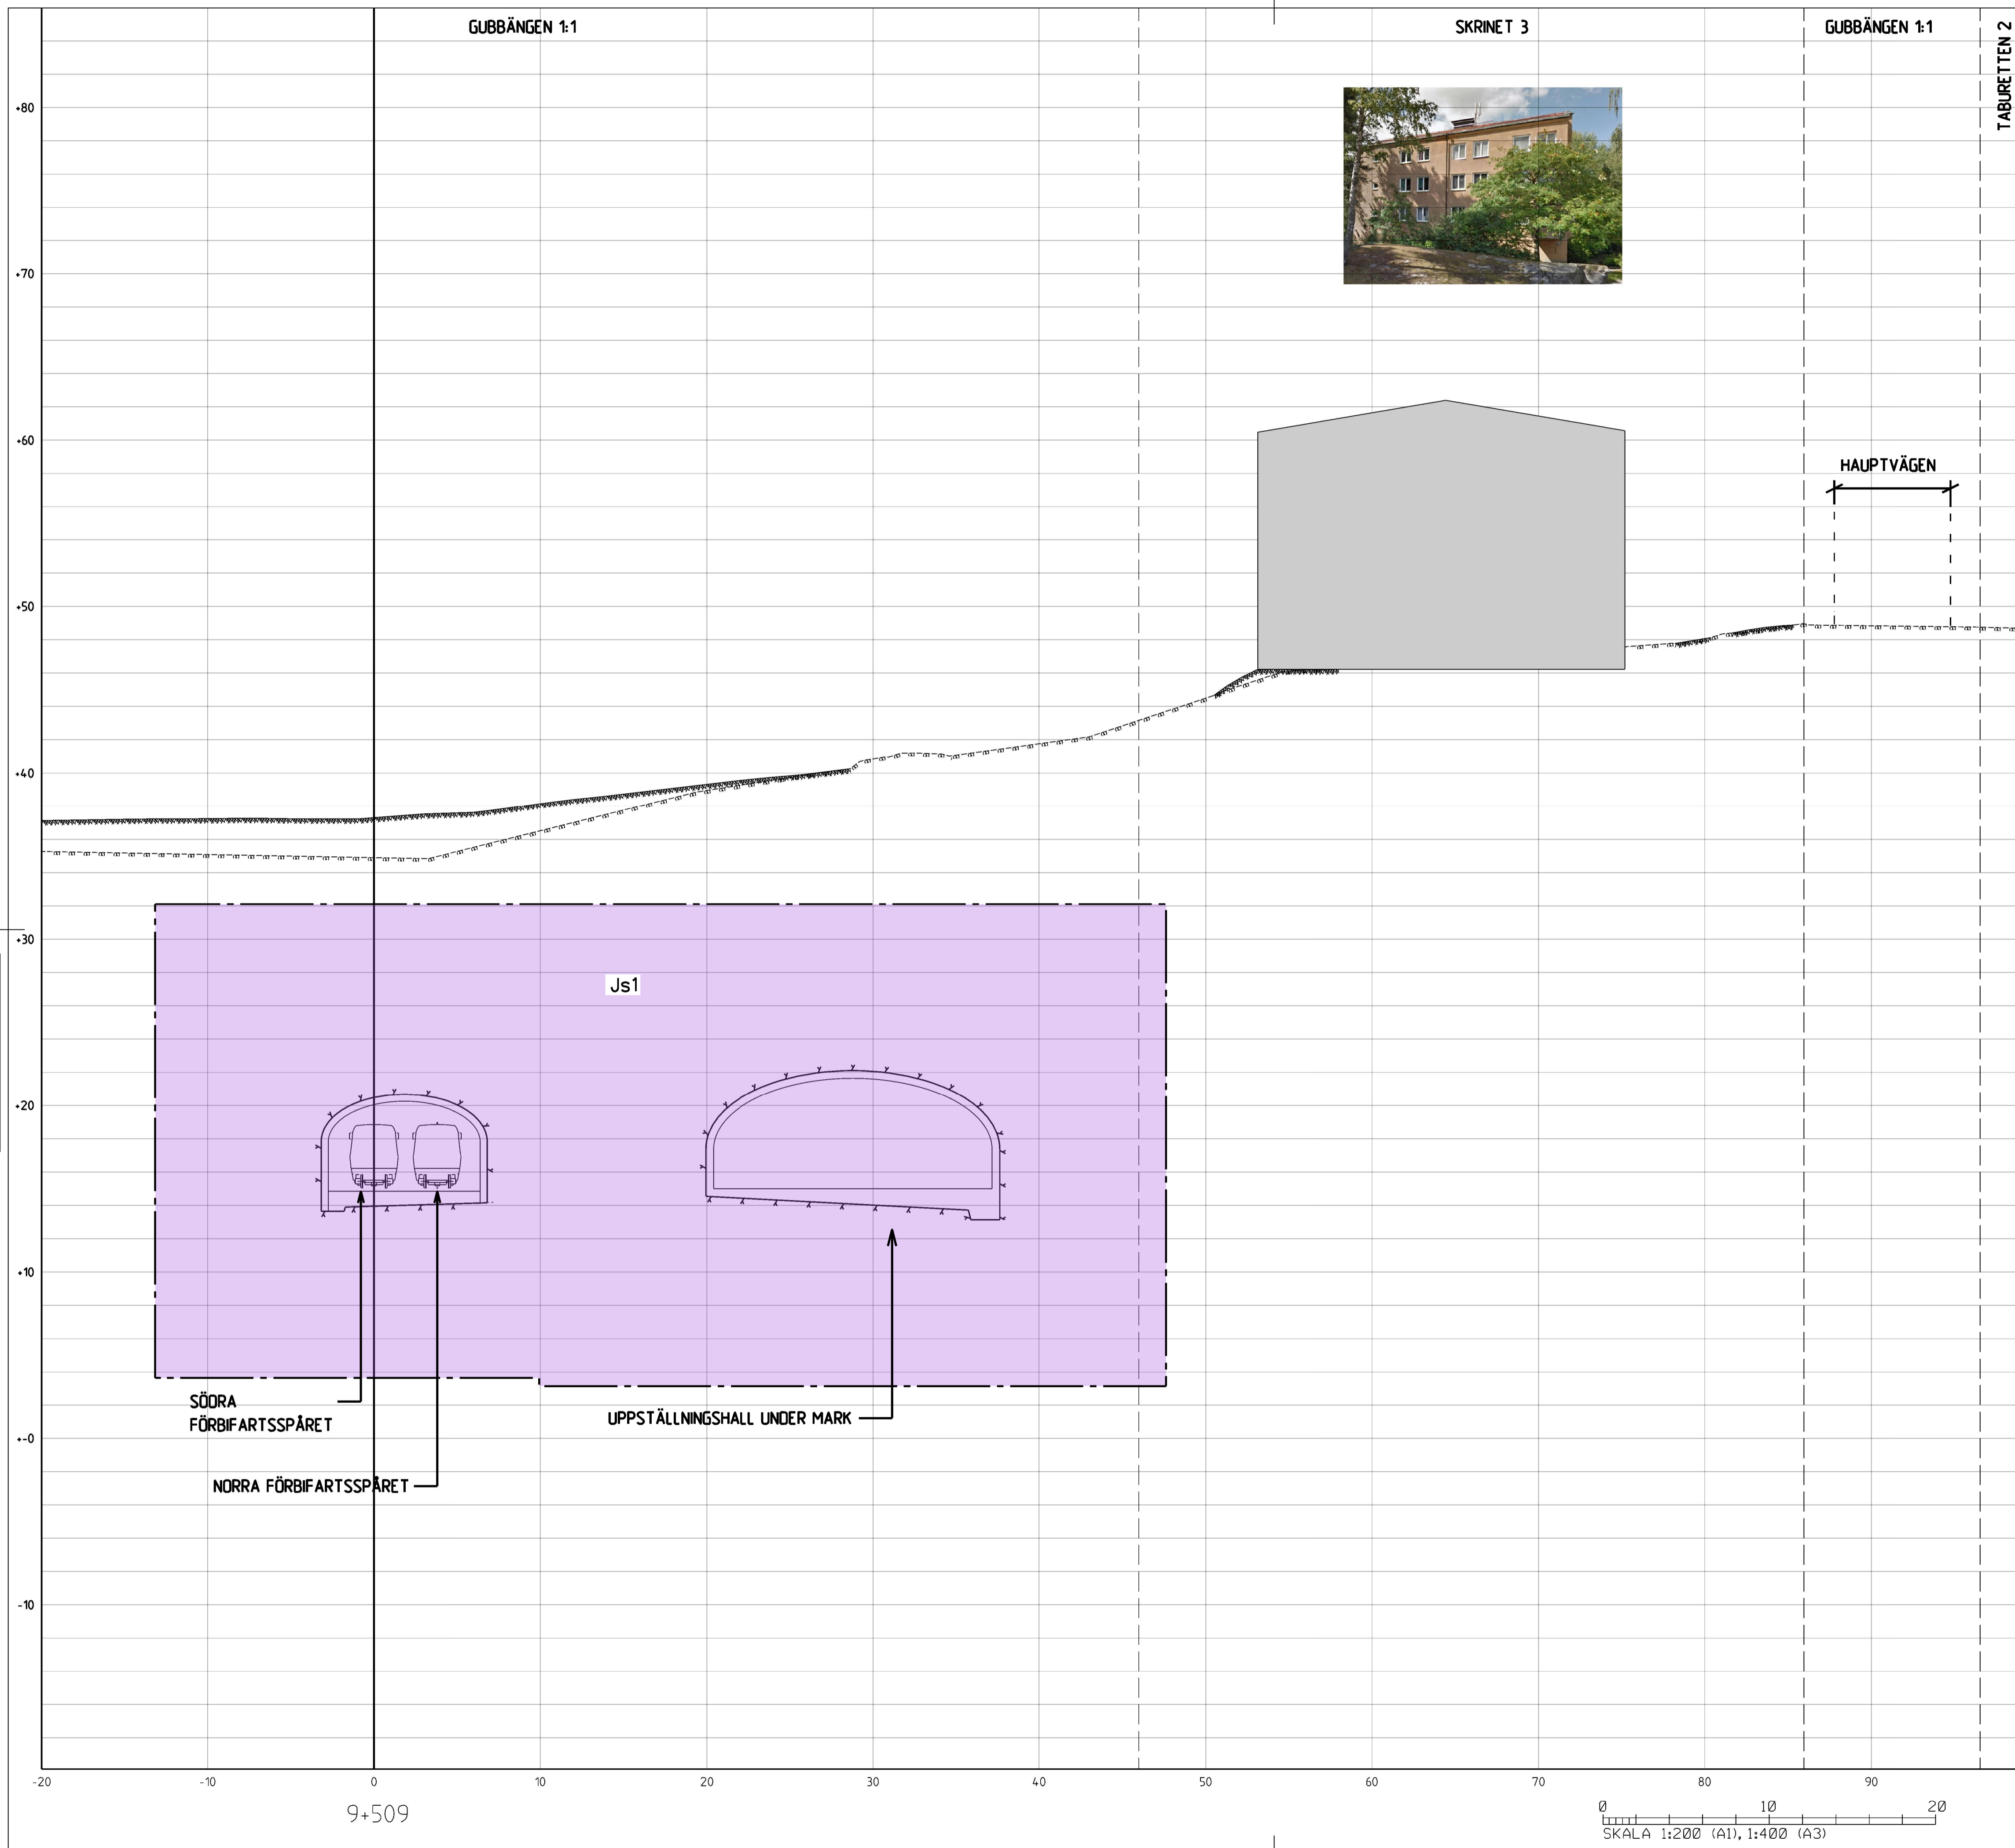 GUBBÄNGEN 1:1
SKRINET 3
GUBBÄNGEN 1:1
TABURETTEN 2
+80
+70
+60
HAUPTVÄGEN
+50
+40
+30
Js1
+20
+10
SÖDRA
FÖRBIFARTSSPÅRET
UPPSTÄLLNINGSHALL UNDER MARK
+-0
NORRA FÖRBIFARTSSPÅRET
-10
-20 -10 0 10 20 30 40 50 60 70 80 90
9+509
0 10 20
SKALA 1:200 (A1), 1:400 (A3)